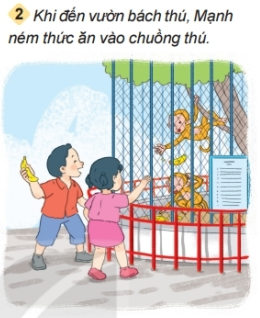 2 Khi đến vườn bách thú, Mạnh
ném thức ăn vào chuồng thú.